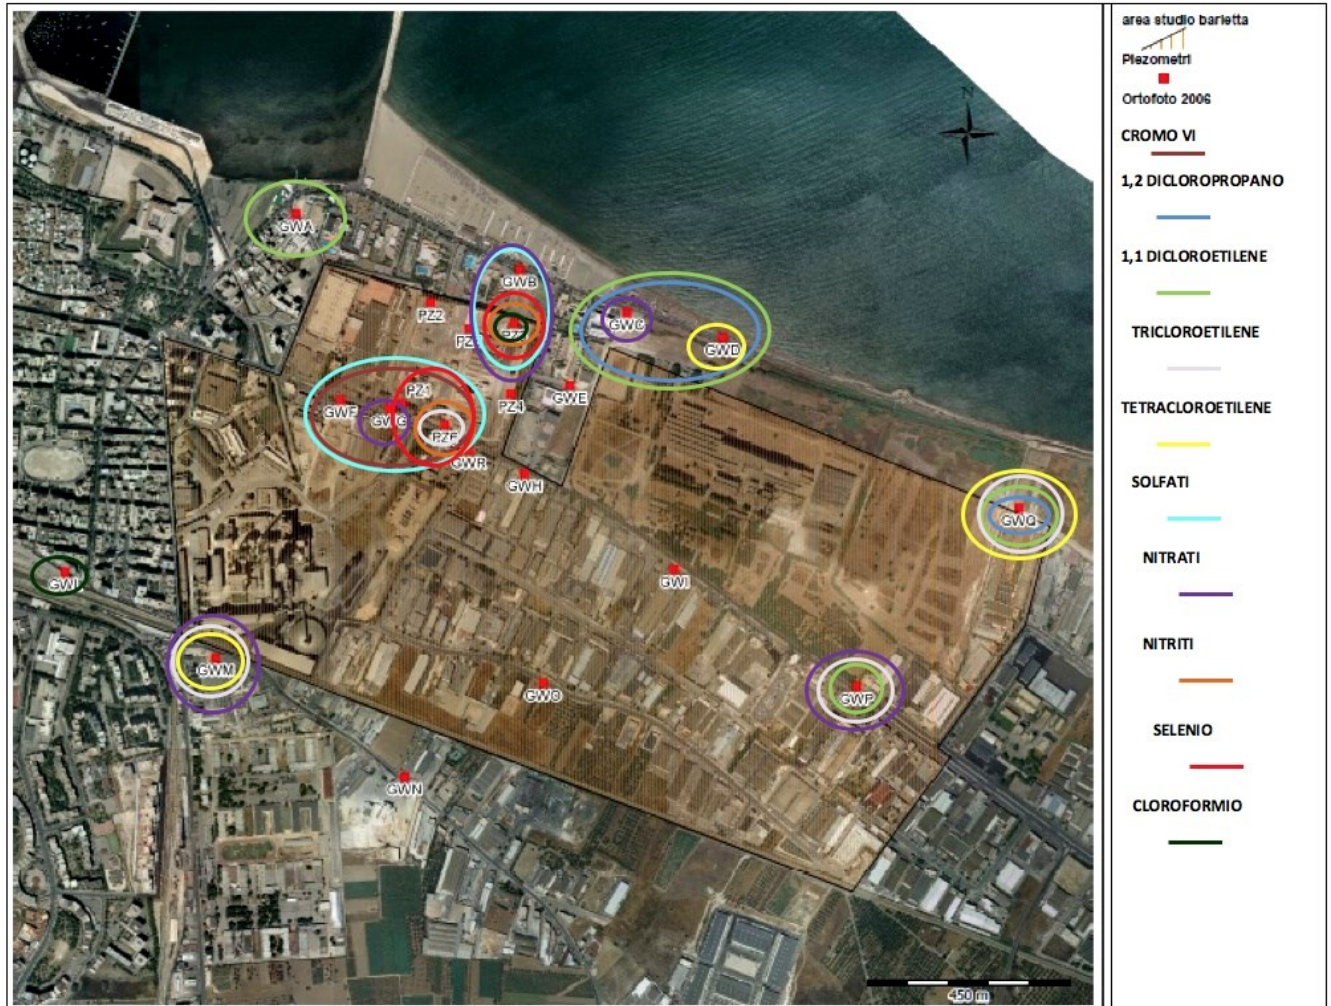 area studio barletta
Piezometri
Ortofoto 2006
CROMO VI
1,2 DICLOROPROPANO
1,1 DICLOROETILENE
TRICLOROETILENE
TETRACLOROETILENE
SOLFATI
NITRATI
NITRITI
SELENIO
CLOROFORMIO
N
GWA
GWB
PZ2
GWC
GWD
GWE
PZ1
PZ4
GWF
GWG
GWR
GWH
GWQ
GWI
GWM
GWO
GWP
GWN
450 m